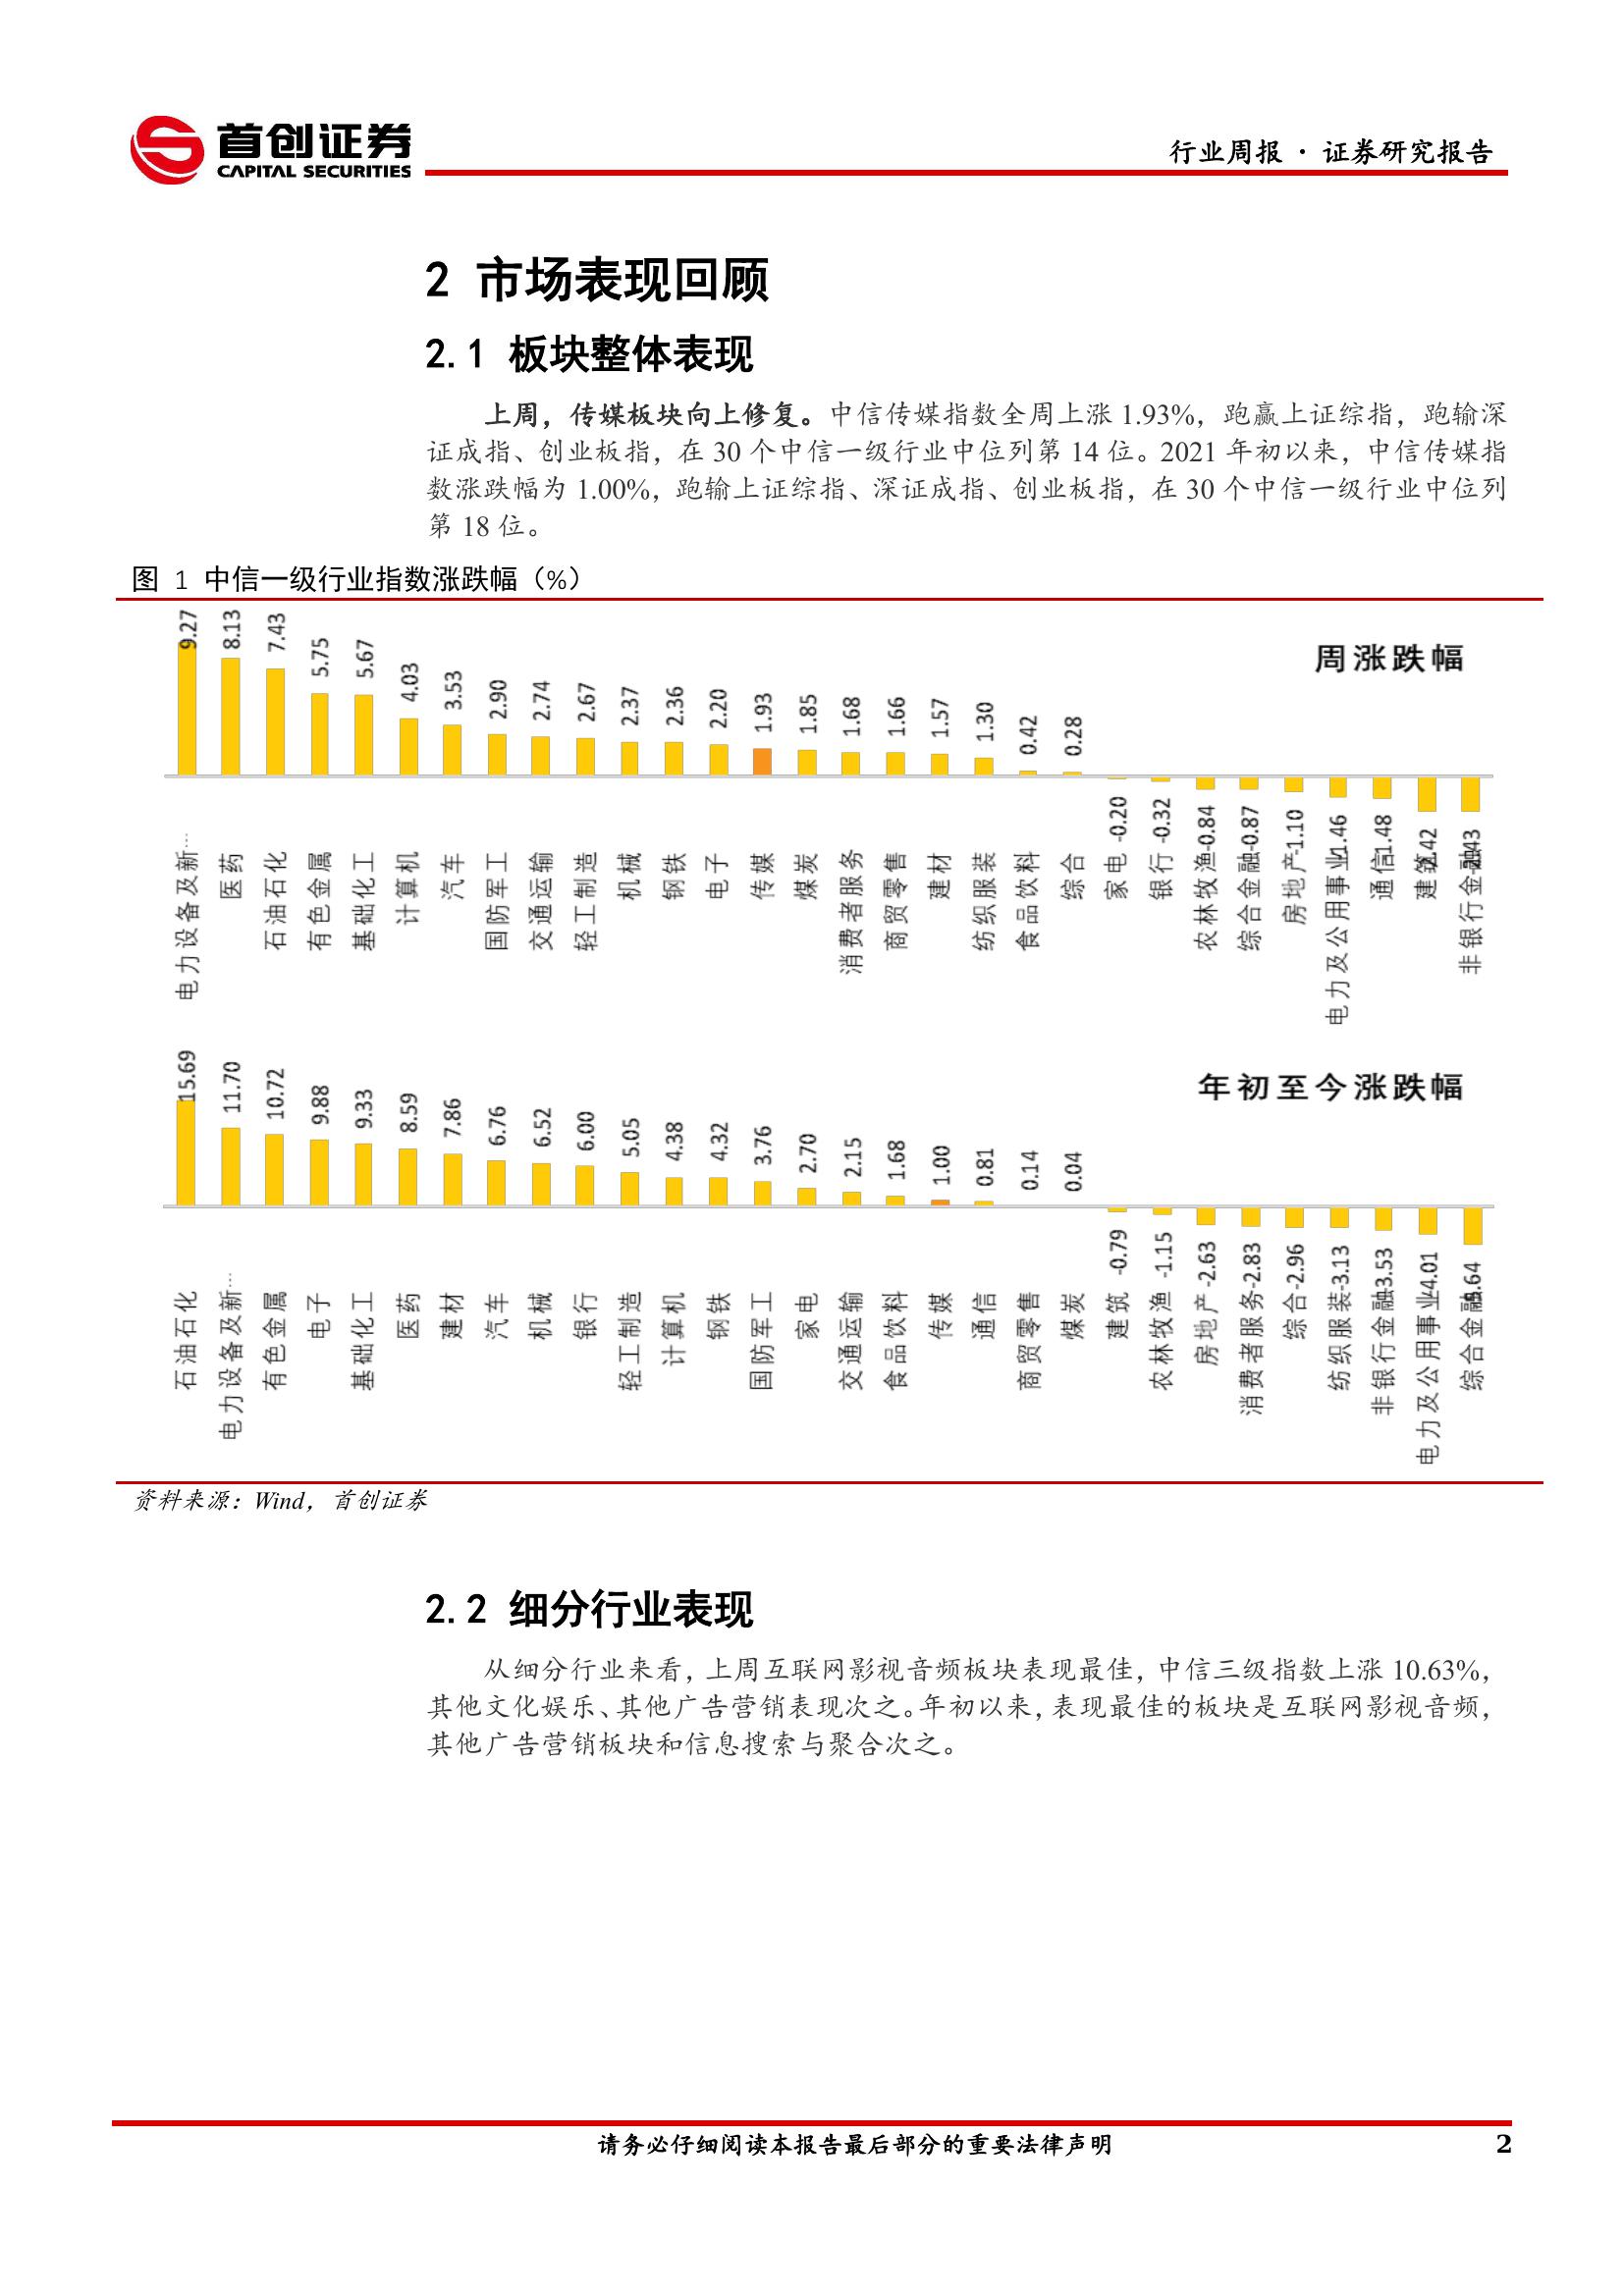 首创证券
CAPITAL SECURITIES
行业周报 · 证券研究报告
2 市场表现回顾
2.1 板块整体表现
上周，传媒板块向上修复。中信传媒指数全周上涨 1.93%，跑赢上证综指，跑输深
证成指、创业板指，在 30 个中信一级行业中位列第 14 位。2021 年初以来，中信传媒指
数涨跌幅为 1.00%，跑输上证综指、深证成指、创业板指，在 30 个中信一级行业中位列
第 18 位。
图 1 中信一级行业指数涨跌幅（%）
周涨跌幅
9.27
8.13
7.43
5.75
5.67
4.03
3.53
2.90
2.74
2.67
2.37
2.36
2.20
1.93
1.85
1.68
1.66
1.57
1.30
0.42
0.28
-0.20
-0.32
-0.84
-0.87
-1.10
-1.46
-1.48
-2.42
-2.43
电力设备及新…
医药
石油石化
有色金属
基础化工
计算机
汽车
国防军工
交通运输
轻工制造
机械
钢铁
电子
传媒
煤炭
消费者服务
商贸零售
建材
纺织服装
食品饮料
综合
家电
银行
农林牧渔
综合金融
房地产
电力及公用事业
通信
建筑
非银行金融
年初至今涨跌幅
15.69
11.70
10.72
9.88
9.33
8.59
7.86
6.76
6.52
6.00
5.05
4.38
4.32
3.76
2.70
2.15
1.68
1.00
0.81
0.14
0.04
-0.79
-1.15
-2.63
-2.83
-2.96
-3.13
-3.53
-4.01
-5.64
石油石化
电力设备及新…
有色金属
电子
基础化工
医药
建材
汽车
机械
银行
轻工制造
计算机
钢铁
国防军工
家电
交通运输
食品饮料
传媒
通信
商贸零售
煤炭
建筑
农林牧渔
房地产
消费者服务
综合
纺织服装
非银行金融
电力及公用事业
综合金融
资料来源：Wind，首创证券
2.2 细分行业表现
从细分行业来看，上周互联网影视音频板块表现最佳，中信三级指数上涨 10.63%，
其他文化娱乐、其他广告营销表现次之。年初以来，表现最佳的板块是互联网影视音频，
其他广告营销板块和信息搜索与聚合次之。
请务必仔细阅读本报告最后部分的重要法律声明
2